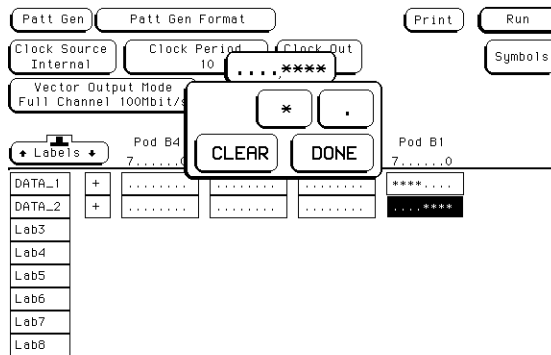 Patt Gen Patt Gen Format Print Run
Clock Source Clock Period Clock Out Symbols
Internal 10
....****
Vector Output Mode
Full Channel 100Mbit/s
* .
↑ Labels ↓ Pod B4 CLEAR DONE Pod B1
7......0 7......0
DATA_1 + ........ ........ ........ ****....
DATA_2 + ........ ........ ........ ....****
Lab3
Lab4
Lab5
Lab6
Lab7
Lab8